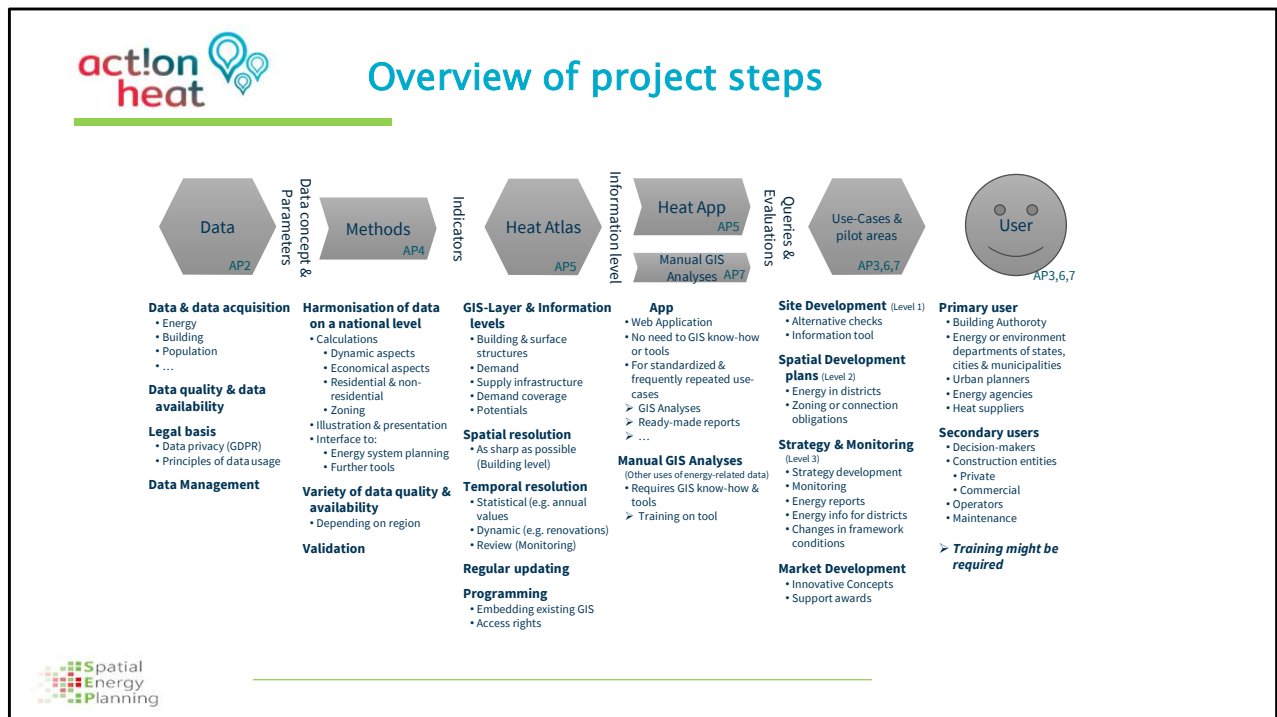 act!on
heat
Overview of project steps
Data
AP2
Data concept &
Parameters
Methods
AP4
Indicators
Heat Atlas
AP5
Information level
Heat App
AP5
Manual GIS
Analyses AP7
Queries &
Evaluations
Use-Cases &
pilot areas
AP3,6,7
User
AP3,6,7
Data & data acquisition
• Energy
• Building
• Population
• …
Data quality & data
availability
Legal basis
• Data privacy (GDPR)
• Principles of data usage
Data Management
Harmonisation of data
on a national level
• Calculations
• Dynamic aspects
• Economical aspects
• Residential & non-
residential
• Zoning
• Illustration & presentation
• Interface to:
• Energy system planning
• Further tools
Variety of data quality &
availability
• Depending on region
Validation
GIS-Layer & Information
levels
• Building & surface
structures
• Demand
• Supply infrastructure
• Demand coverage
• Potentials
Spatial resolution
• As sharp as possible
(Building level)
Temporal resolution
• Statistical (e.g. annual
values
• Dynamic (e.g. renovations)
• Review (Monitoring)
Regular updating
Programming
• Embedding existing GIS
• Access rights
App
• Web Application
• No need to GIS know-how
or tools
• For standardized &
frequently repeated use-
cases
➢ GIS Analyses
➢ Ready-made reports
➢ …
Manual GIS Analyses
(Other uses of energy-related data)
• Requires GIS know-how &
tools
➢ Training on tool
Site Development (Level 1)
• Alternative checks
• Information tool
Spatial Development
plans (Level 2)
• Energy in districts
• Zoning or connection
obligations
Strategy & Monitoring
(Level 3)
• Strategy development
• Monitoring
• Energy reports
• Energy info for districts
• Changes in framework
conditions
Market Development
• Innovative Concepts
• Support awards
Primary user
• Building Authoroty
• Energy or environment
departments of states,
cities & municipalities
• Urban planners
• Energy agencies
• Heat suppliers
Secondary users
• Decision-makers
• Construction entities
• Private
• Commercial
• Operators
• Maintenance
➢ Training might be
required
Spatial
Energy
Planning